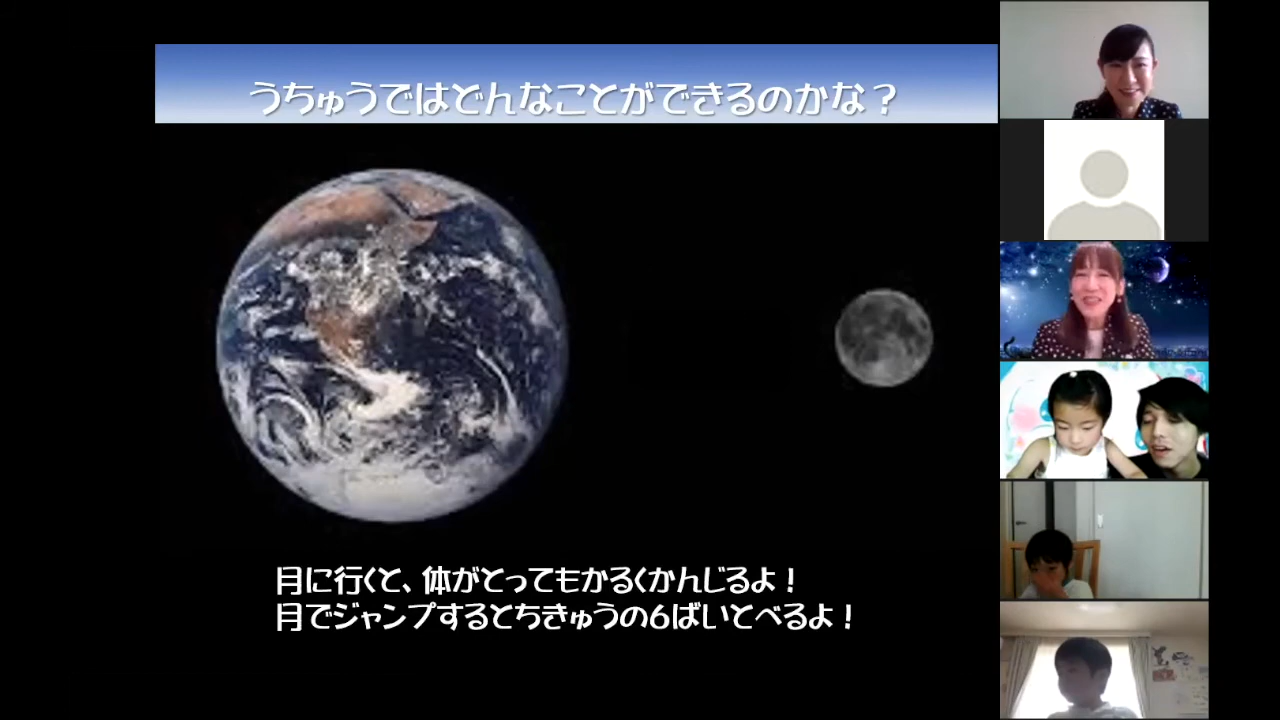 うちゅうではどんなことができるのかな？
月に行くと、体がとってもかるくかんじるよ！
月でジャンプするとちきゅうの6ばいとべるよ！